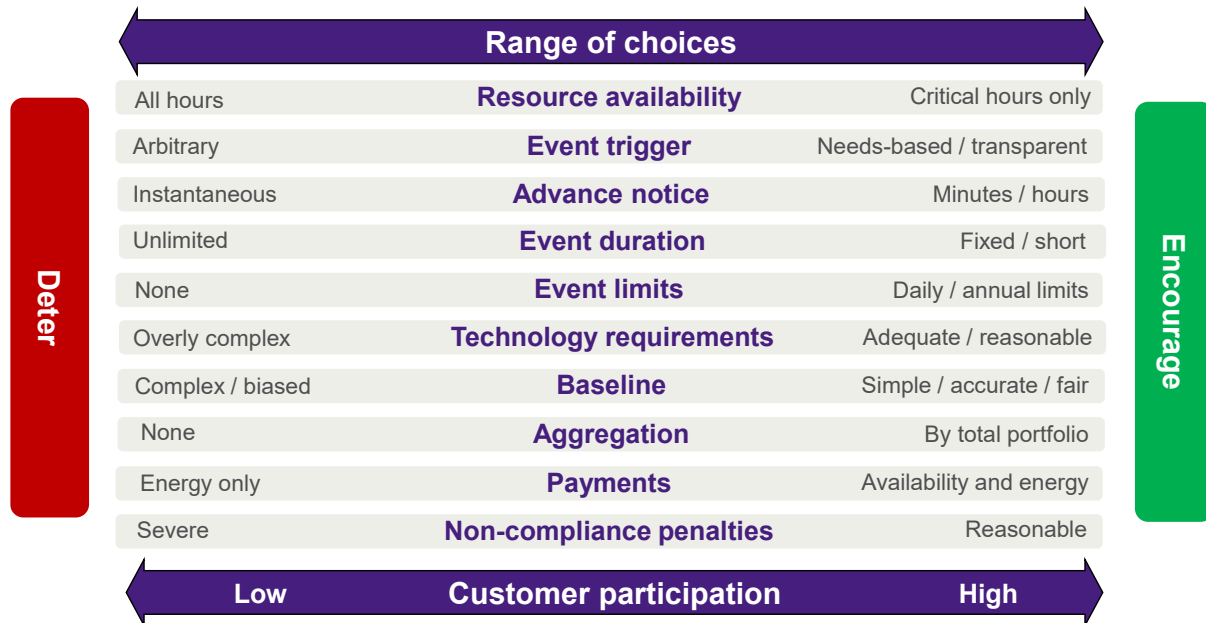 Range of choices
Deter
All hours Resource availability Critical hours only
Arbitrary Event trigger Needs-based / transparent
Instantaneous Advance notice Minutes / hours
Unlimited Event duration Fixed / short
None Event limits Daily / annual limits
Overly complex Technology requirements Adequate / reasonable
Complex / biased Baseline Simple / accurate / fair
None Aggregation By total portfolio
Energy only Payments Availability and energy
Severe Non-compliance penalties Reasonable
Encourage
Low Customer participation High